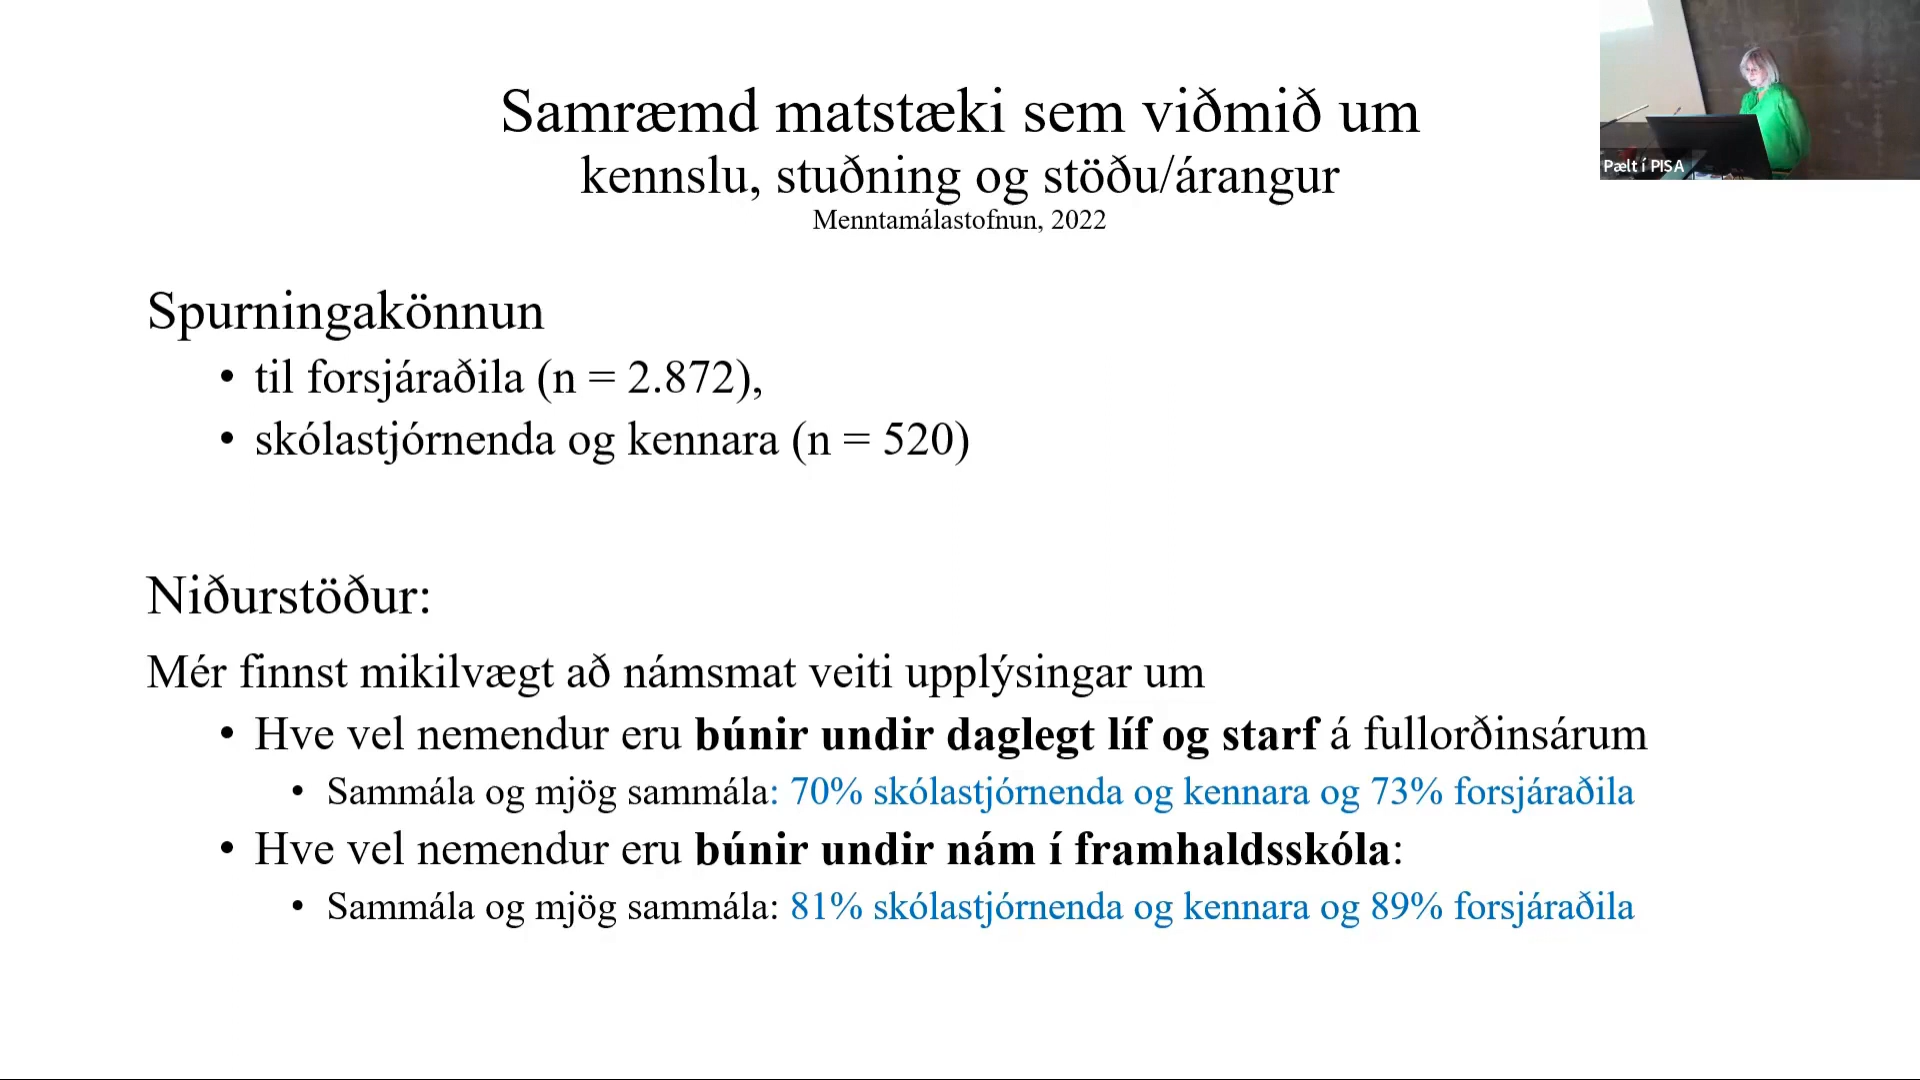 Samræmd matstæki sem viðmið um
kennslu, stuðning og stöðu/árangur
Menntamálastofnun, 2022
Pælt í PISA
Spurningakönnun
• til forsjáraðila (n = 2.872),
• skólastjórnenda og kennara (n = 520)
Niðurstöður:
Mér finnst mikilvægt að námsmat veiti upplýsingar um
• Hve vel nemendur eru búnir undir daglegt líf og starf á fullorðinsárum
• Sammála og mjög sammála: 70% skólastjórnenda og kennara og 73% forsjáraðila
• Hve vel nemendur eru búnir undir nám í framhaldsskóla:
• Sammála og mjög sammála: 81% skólastjórnenda og kennara og 89% forsjáraðila